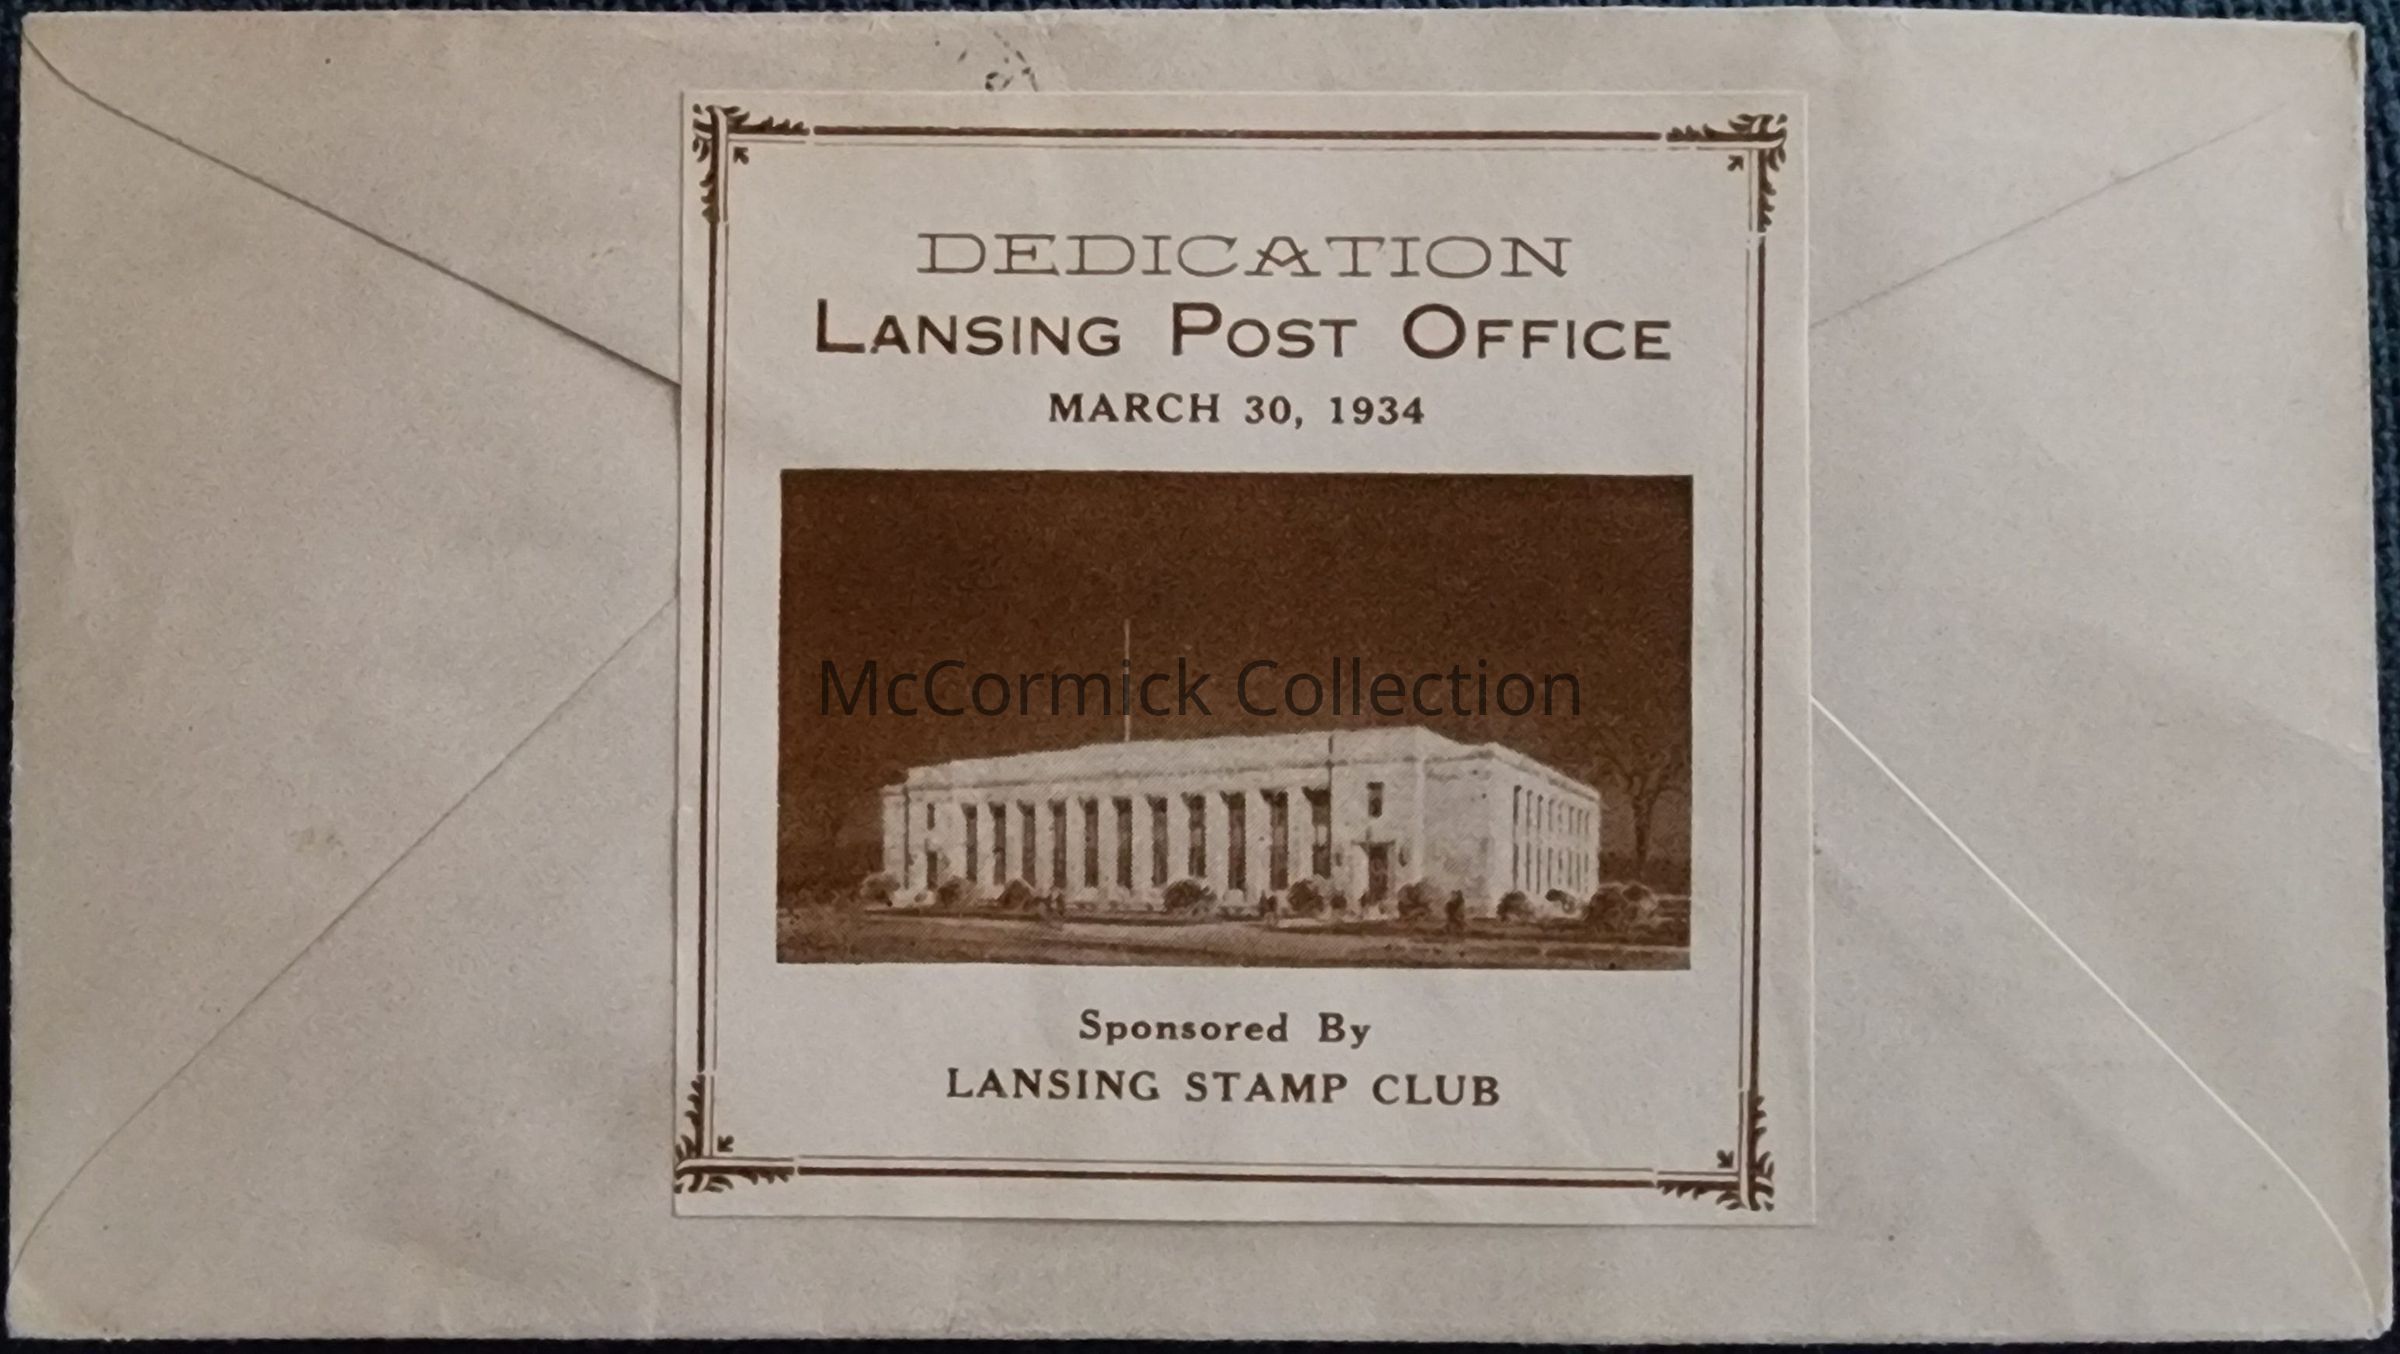 DEDICATION
LANSING POST OFFICE
MARCH 30, 1934
McCormick Collection
Sponsored By
LANSING STAMP CLUB